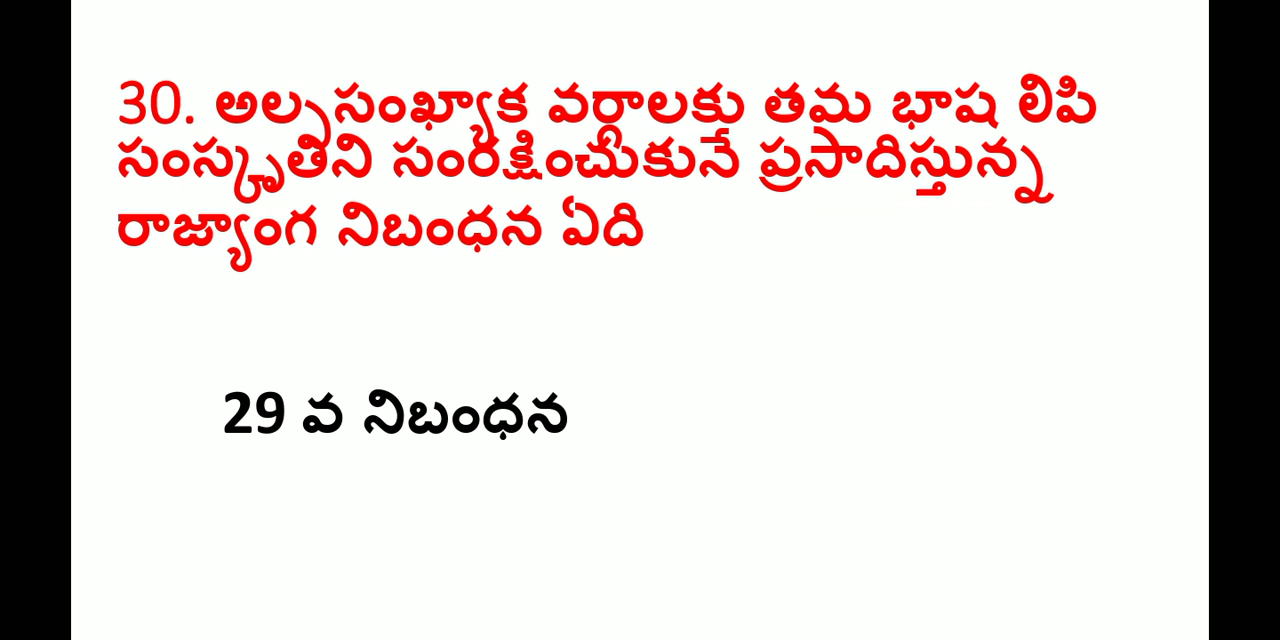 30. అల్పసంఖ్యాక వర్గాలకు తమ భాష లిపి
సంస్కృతిని సంరక్షించుకునే ప్రసాదిస్తున్న
రాజ్యాంగ నిబంధన ఏది
29 వ నిబంధన